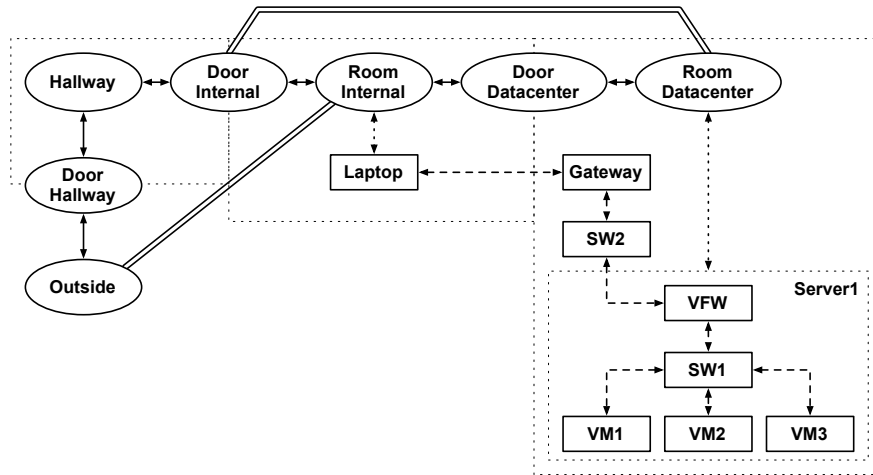 Hallway
Door
Internal
Room
Internal
Door
Datacenter
Room
Datacenter
Door
Hallway
Laptop
Gateway
SW2
Outside
Server1
VFW
SW1
VM1
VM2
VM3